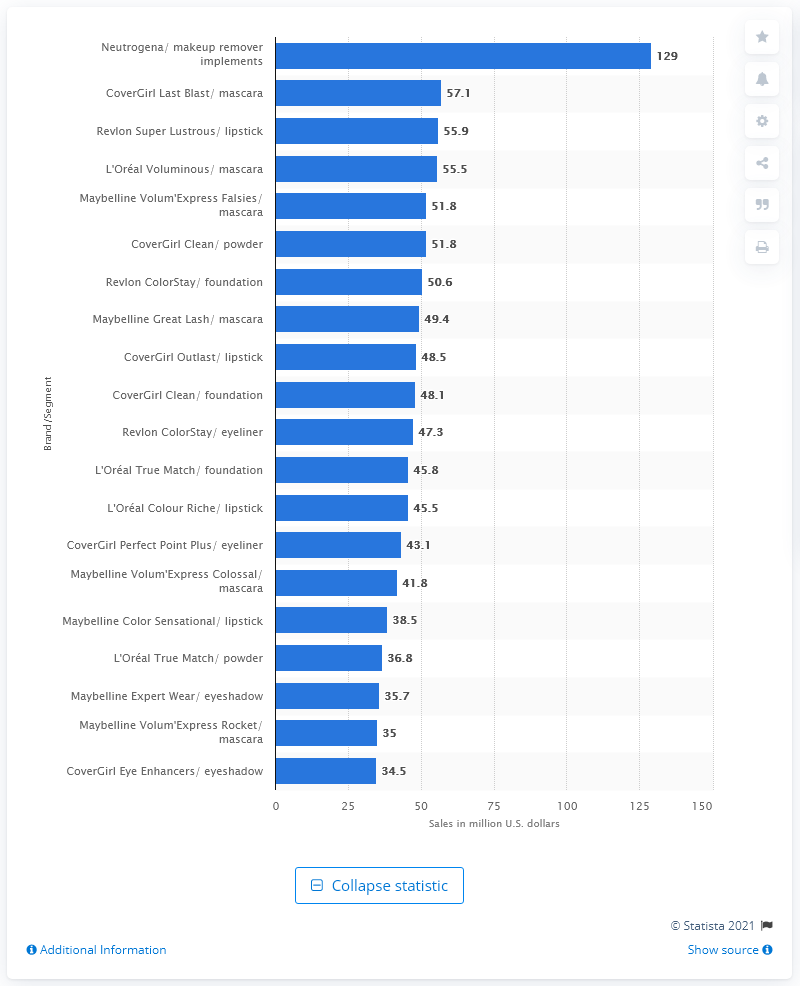 Neutrogena/ makeup remover
implements
129
CoverGirl Last Blast/ mascara
57.1
Revlon Super Lustrous/ lipstick
55.9
L'Oréal Voluminous/ mascara
55.5
Maybelline Volum'Express Falsies/
mascara
51.8
CoverGirl Clean/ powder
51.8
Revlon ColorStay/ foundation
50.6
Maybelline Great Lash/ mascara
49.4
CoverGirl Outlast/ lipstick
48.5
CoverGirl Clean/ foundation
48.1
Revlon ColorStay/ eyeliner
47.3
L'Oréal True Match/ foundation
45.8
L'Oréal Colour Riche/ lipstick
45.5
CoverGirl Perfect Point Plus/ eyeliner
43.1
Maybelline Volum'Express Colossal/
mascara
41.8
Maybelline Color Sensational/ lipstick
38.5
L'Oréal True Match/ powder
36.8
Maybelline Expert Wear/ eyeshadow
35.7
Maybelline Volum'Express Rocket/
mascara
35
CoverGirl Eye Enhancers/ eyeshadow
34.5
Brand/Segment
0 25 50 75 100 125 150
Sales in million U.S. dollars
Collapse statistic
© Statista 2021
Additional Information
Show source